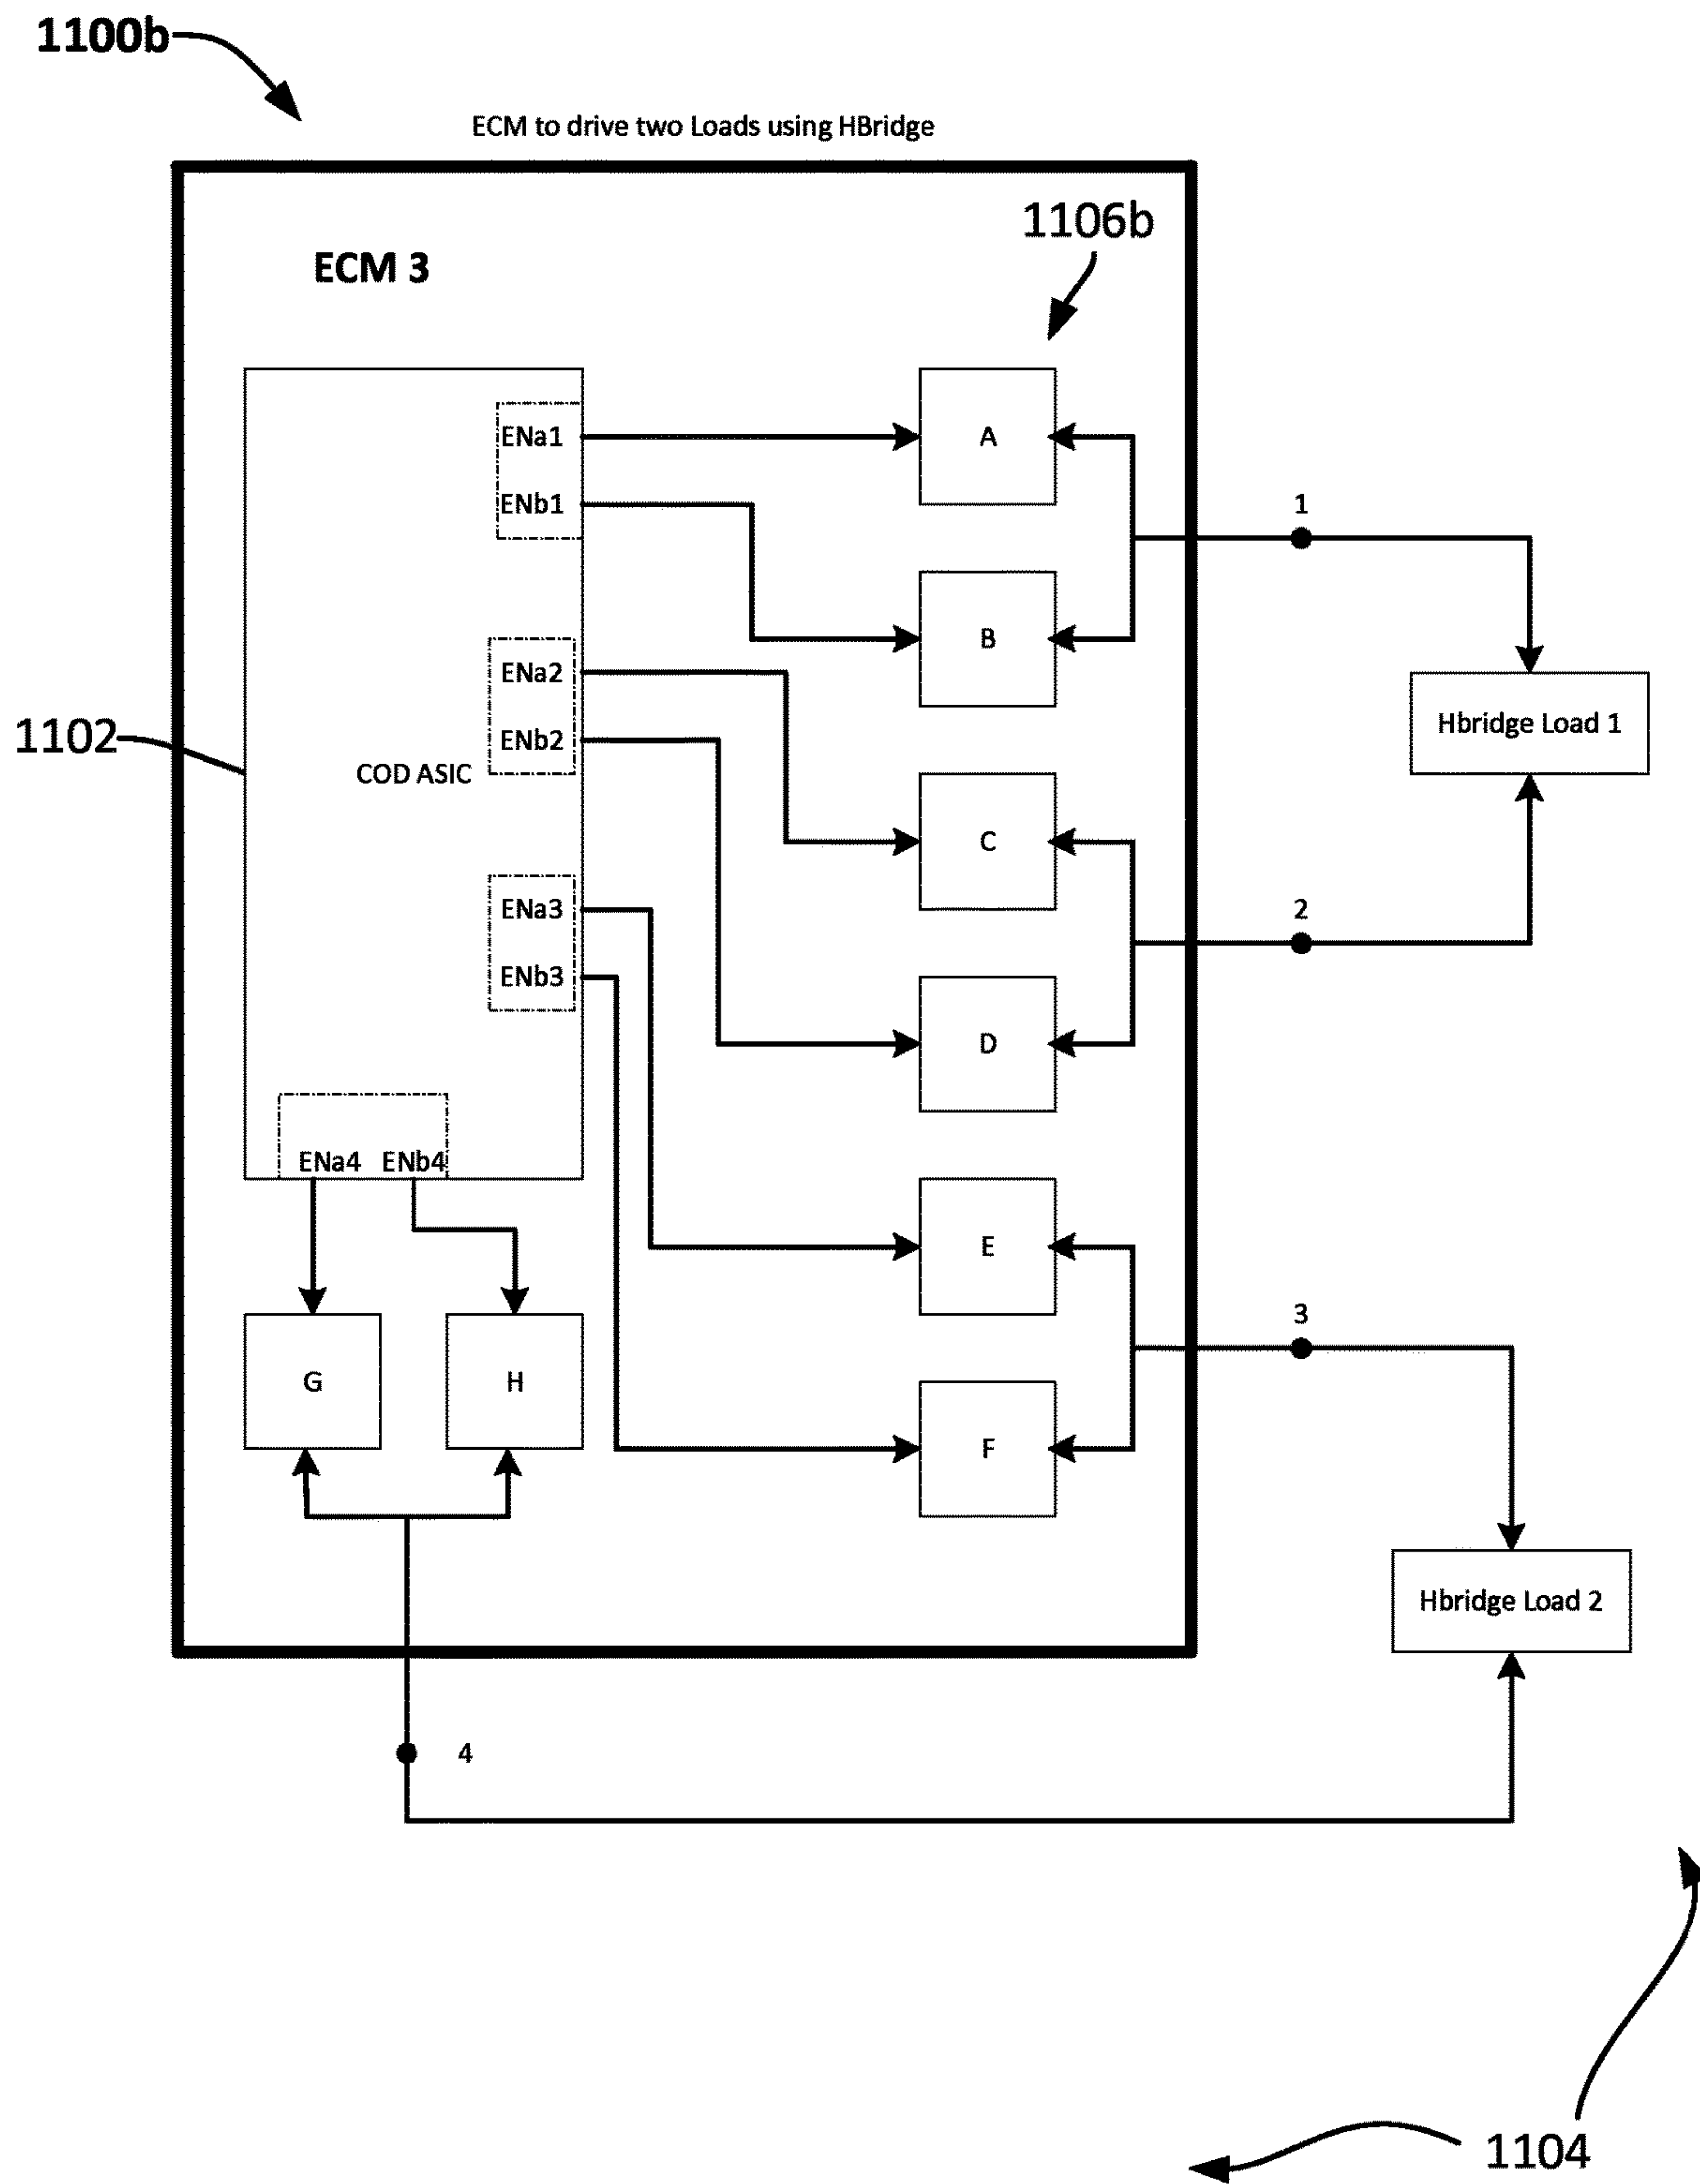 1100b
ECM to drive two Loads using HBridge
1106b
ECM 3
ENa1
A
ENb1
1
B
ENa2
1102
Hbridge Load 1
ENb2
COD ASIC
C
ENa3
2
ENb3
D
ENa4 ENb4
E
3
G
H
F
Hbridge Load 2
4
1104